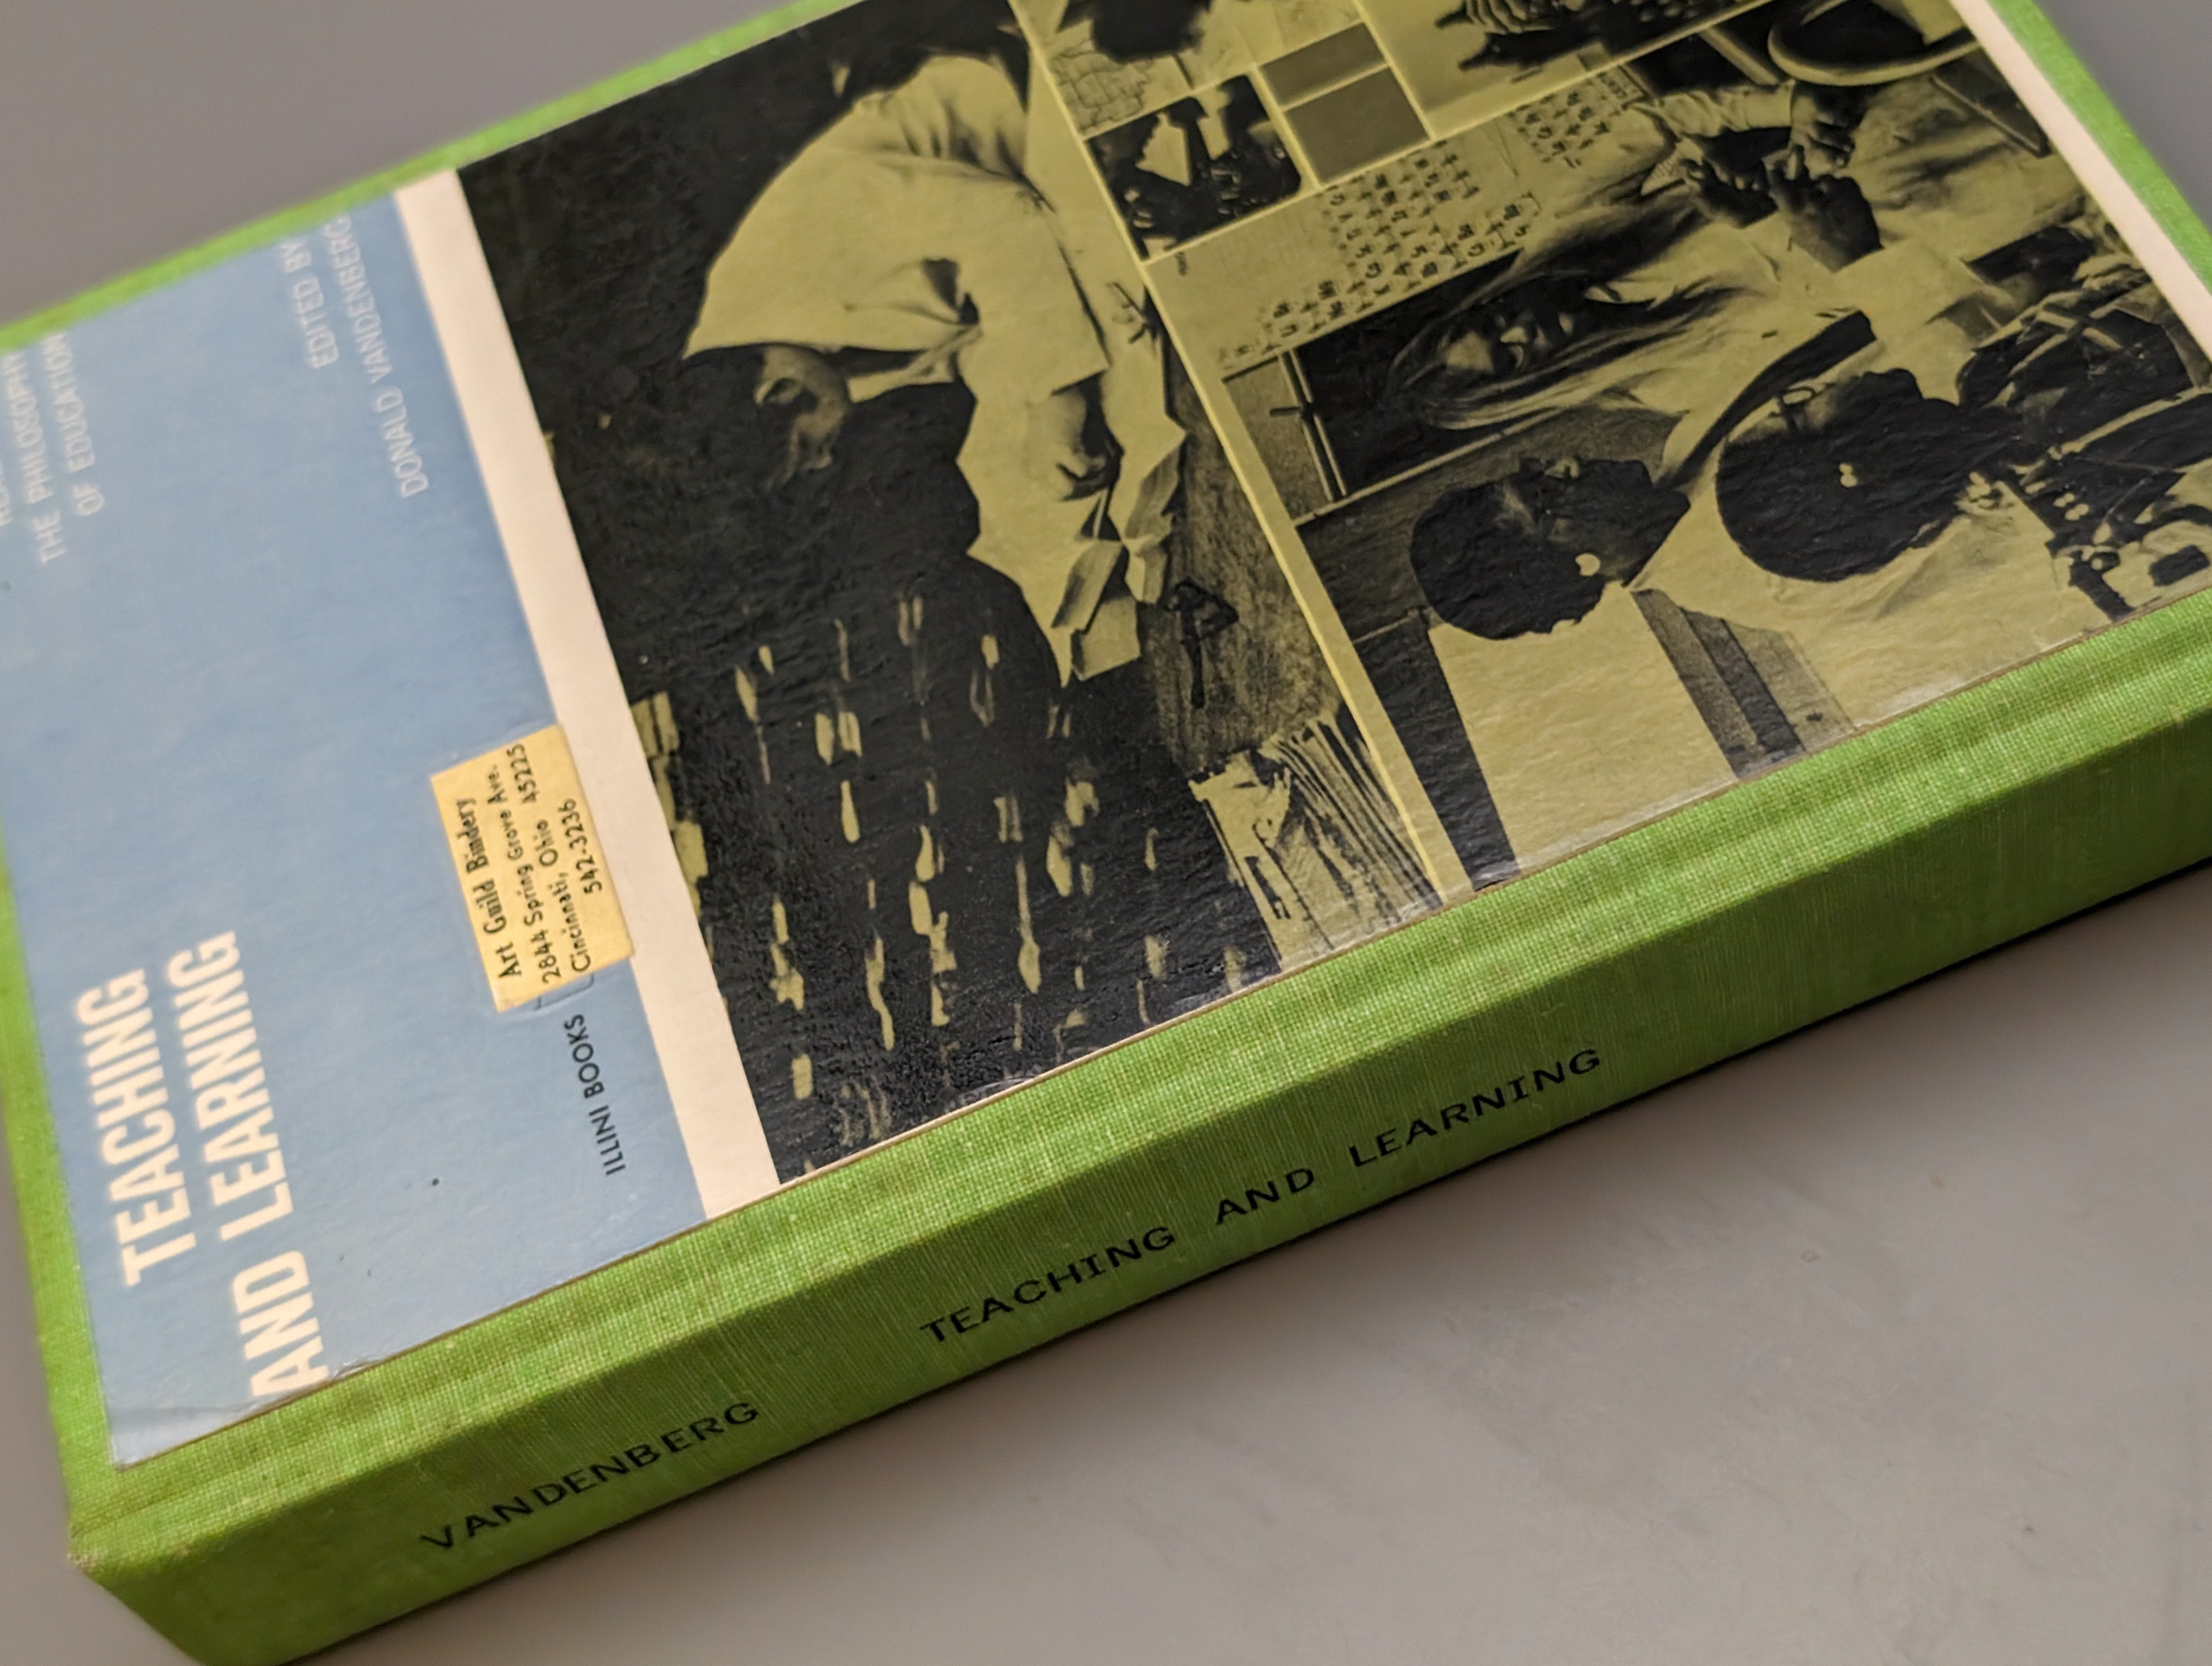 TEACHING
AND LEARNING
THE PHILOSOPHY
OF EDUCATION
EDITED BY
DONALD VANDENBERG
ILLINI BOOKS
Art Guild Bindery
2844 Spring Grove Ave.
Cincinnati, Ohio 45225
542-3236
VANDENBERG TEACHING AND LEARNING